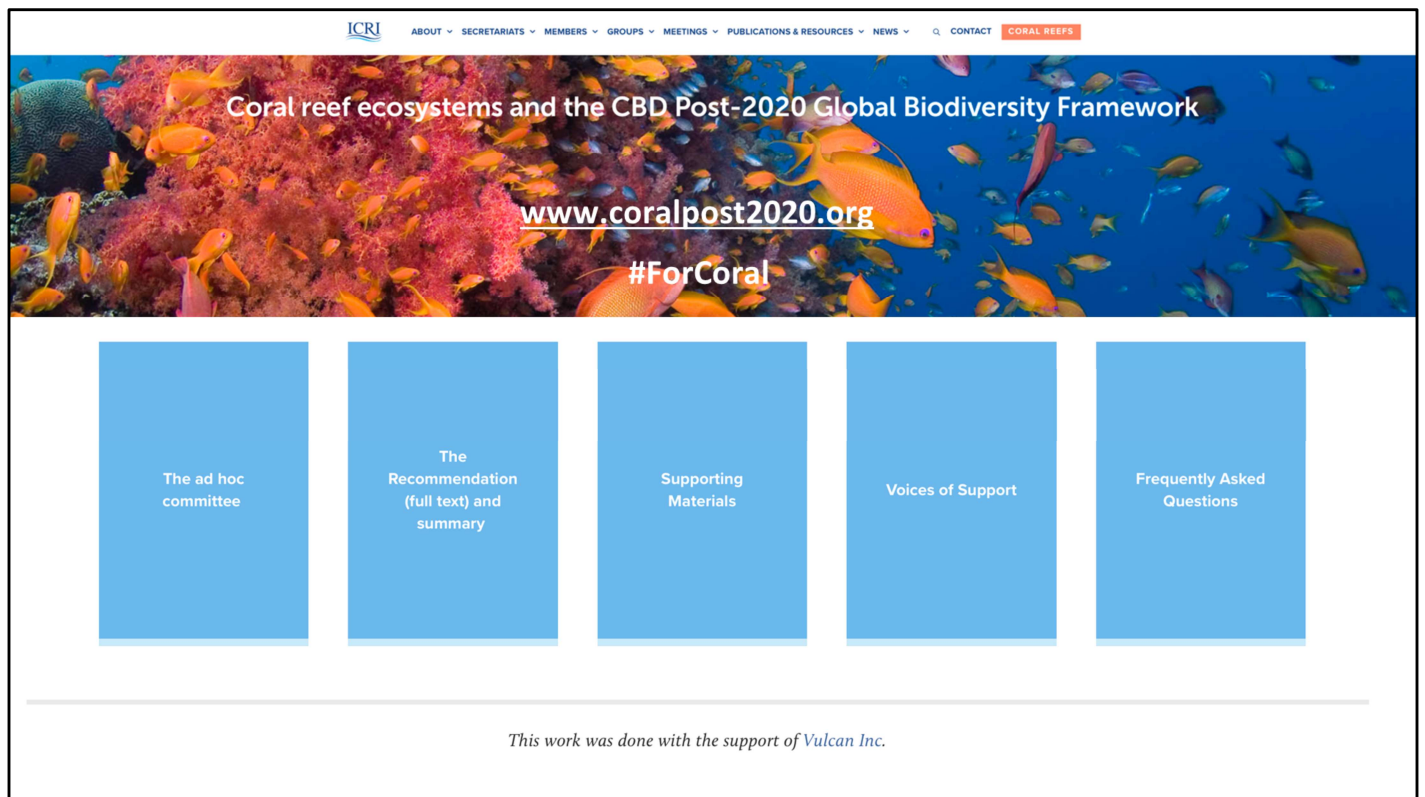 ICRI
ABOUT SECRETARIATS MEMBERS GROUPS MEETINGS PUBLICATIONS & RESOURCES NEWS CONTACT CORAL REEFS
Coral reef ecosystems and the CBD Post-2020 Global Biodiversity Framework
www.coralpost2020.org
#ForCoral
The ad hoc
committee
The
Recommendation
(full text) and
summary
Supporting
Materials
Voices of Support
Frequently Asked
Questions
This work was done with the support of Vulcan Inc.